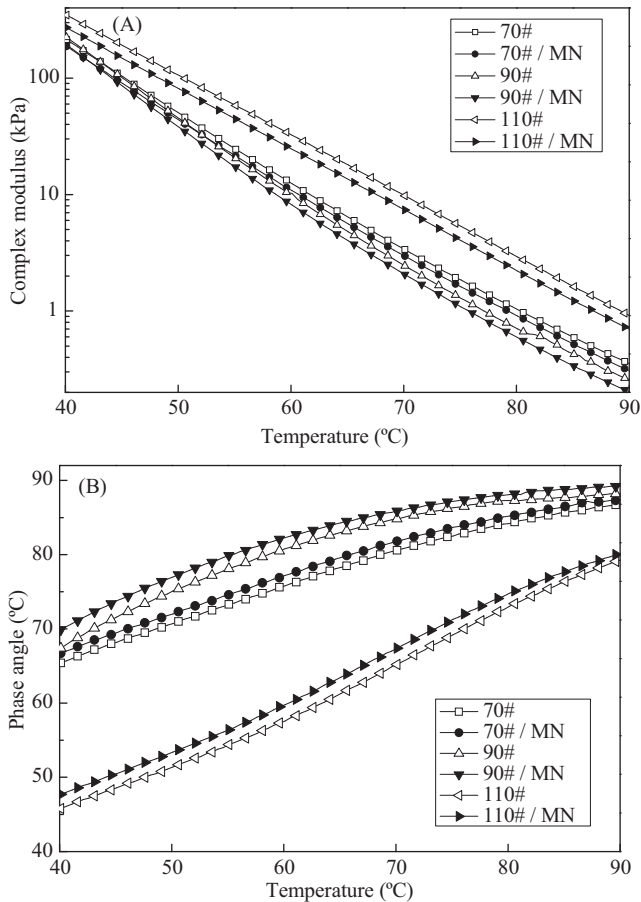 (A)
70#
70# / MN
90#
90# / MN
110#
110# / MN
100
10
1
Complex modulus (kPa)
40 50 60 70 80 90
Temperature (ºC)
(B)
90
80
70
60
50
40
Phase angle (ºC)
70#
70# / MN
90#
90# / MN
110#
110# / MN
40 50 60 70 80 90
Temperature (ºC)